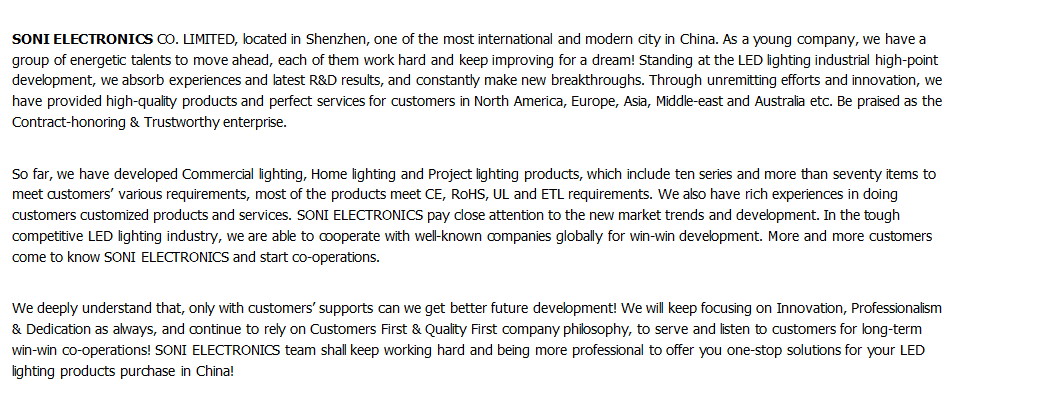 SONI ELECTRONICS CO. LIMITED, located in Shenzhen, one of the most international and modern city in China. As a young company, we have a
group of energetic talents to move ahead, each of them work hard and keep improving for a dream! Standing at the LED lighting industrial high-point
development, we absorb experiences and latest R&D results, and constantly make new breakthroughs. Through unremitting efforts and innovation, we
have provided high-quality products and perfect services for customers in North America, Europe, Asia, Middle-east and Australia etc. Be praised as the
Contract-honoring & Trustworthy enterprise.
So far, we have developed Commercial lighting, Home lighting and Project lighting products, which include ten series and more than seventy items to
meet customers’ various requirements, most of the products meet CE, RoHS, UL and ETL requirements. We also have rich experiences in doing
customers customized products and services. SONI ELECTRONICS pay close attention to the new market trends and development. In the tough
competitive LED lighting industry, we are able to cooperate with well-known companies globally for win-win development. More and more customers
come to know SONI ELECTRONICS and start co-operations.
We deeply understand that, only with customers’ supports can we get better future development! We will keep focusing on Innovation, Professionalism
& Dedication as always, and continue to rely on Customers First & Quality First company philosophy, to serve and listen to customers for long-term
win-win co-operations! SONI ELECTRONICS team shall keep working hard and being more professional to offer you one-stop solutions for your LED
lighting products purchase in China!